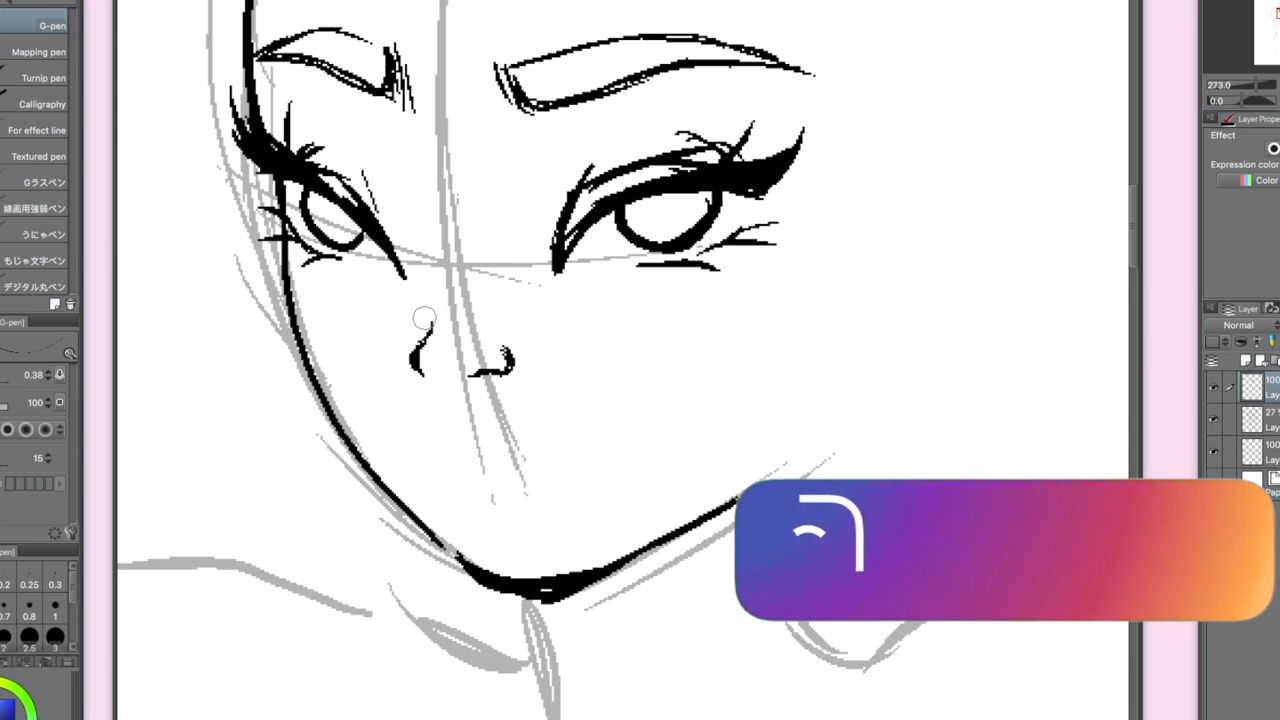 G-pen
Mapping pen
Turnip pen
Calligraphy
For effect line
Textured pen
Gラスペン
線画用強弱ペン
うにゃペン
もじゃ文字ペン
デジタル丸ペン
G-pen]
0.38
100
15
pen]
0.2 0.25 0.3
0.7 0.8 1
2 2.5 3
273.0
0.0
Layer Prope
Effect
Expression color
Color
Layer
Normal
100
Lay
27
Lay
100
Lay
Pap